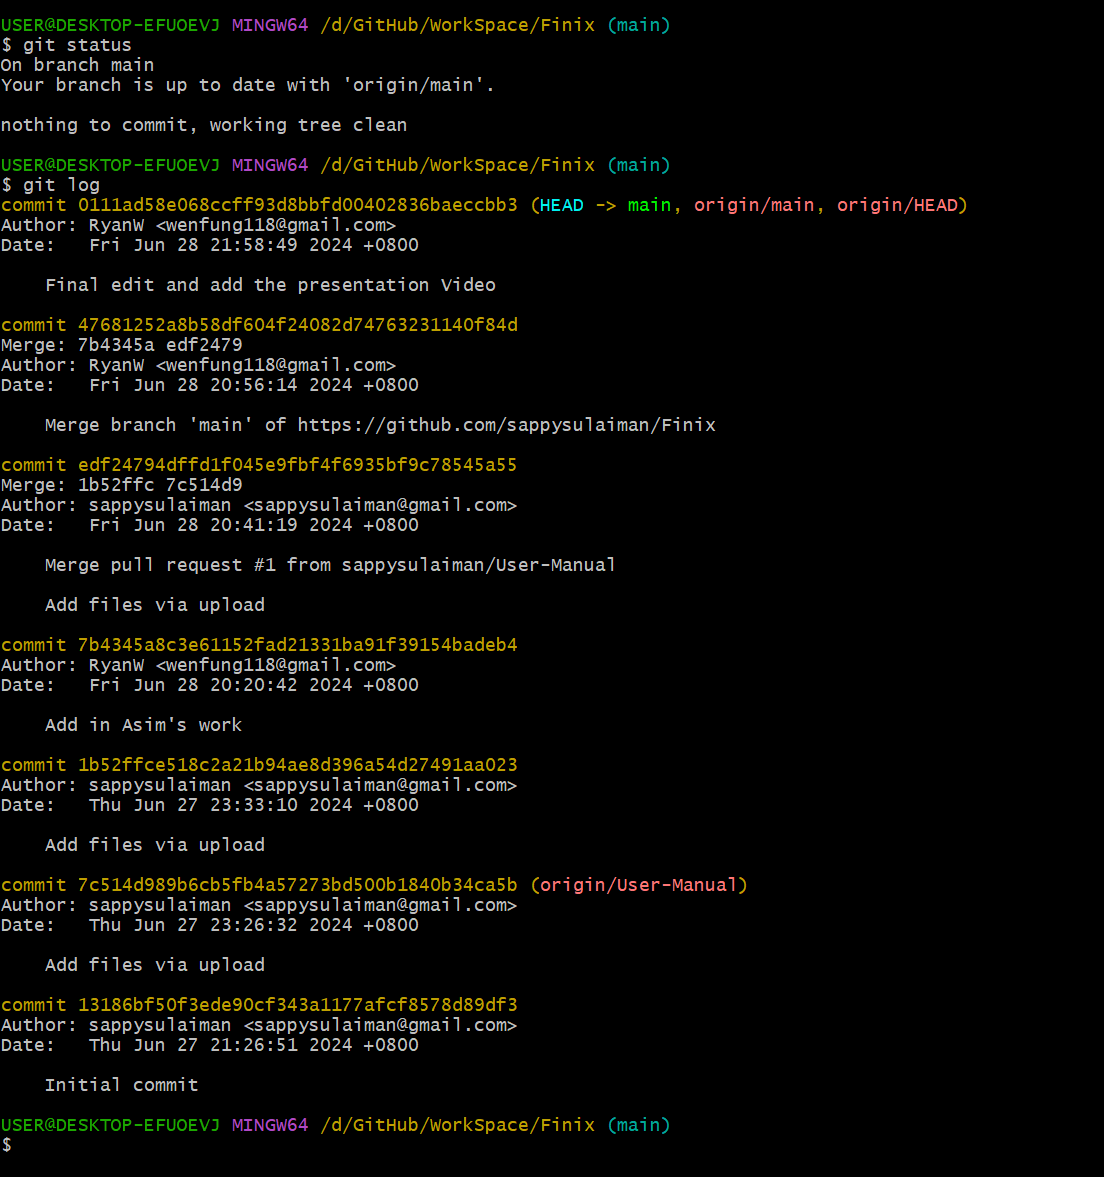 USER@DESKTOP-EFUOEVJ MINGW64 /d/GitHub/WorkSpace/Finix (main)
$ git status
On branch main
Your branch is up to date with 'origin/main'.
nothing to commit, working tree clean
USER@DESKTOP-EFUOEVJ MINGW64 /d/GitHub/WorkSpace/Finix (main)
$ git log
commit 0111ad58e068ccff93d8bbfd00402836baeccbb3 (HEAD -> main, origin/main, origin/HEAD)
Author: RyanW <wenfung118@gmail.com>
Date:   Fri Jun 28 21:58:49 2024 +0800
    Final edit and add the presentation Video
commit 47681252a8b58df604f24082d74763231140f84d
Merge: 7b4345a edf2479
Author: RyanW <wenfung118@gmail.com>
Date:   Fri Jun 28 20:56:14 2024 +0800
    Merge branch 'main' of https://github.com/sappysulaiman/Finix
commit edf24794dffd1f045e9fbf4f6935bf9c78545a55
Merge: 1b52ffc 7c514d9
Author: sappysulaiman <sappysulaiman@gmail.com>
Date:   Fri Jun 28 20:41:19 2024 +0800
    Merge pull request #1 from sappysulaiman/User-Manual
    Add files via upload
commit 7b4345a8c3e61152fad21331ba91f39154badeb4
Author: RyanW <wenfung118@gmail.com>
Date:   Fri Jun 28 20:20:42 2024 +0800
    Add in Asim's work
commit 1b52ffce518c2a21b94ae8d396a54d27491aa023
Author: sappysulaiman <sappysulaiman@gmail.com>
Date:   Thu Jun 27 23:33:10 2024 +0800
    Add files via upload
commit 7c514d989b6cb5fb4a57273bd500b1840b34ca5b (origin/User-Manual)
Author: sappysulaiman <sappysulaiman@gmail.com>
Date:   Thu Jun 27 23:26:32 2024 +0800
    Add files via upload
commit 13186bf50f3ede90cf343a1177afcf8578d89df3
Author: sappysulaiman <sappysulaiman@gmail.com>
Date:   Thu Jun 27 21:26:51 2024 +0800
    Initial commit
USER@DESKTOP-EFUOEVJ MINGW64 /d/GitHub/WorkSpace/Finix (main)
$